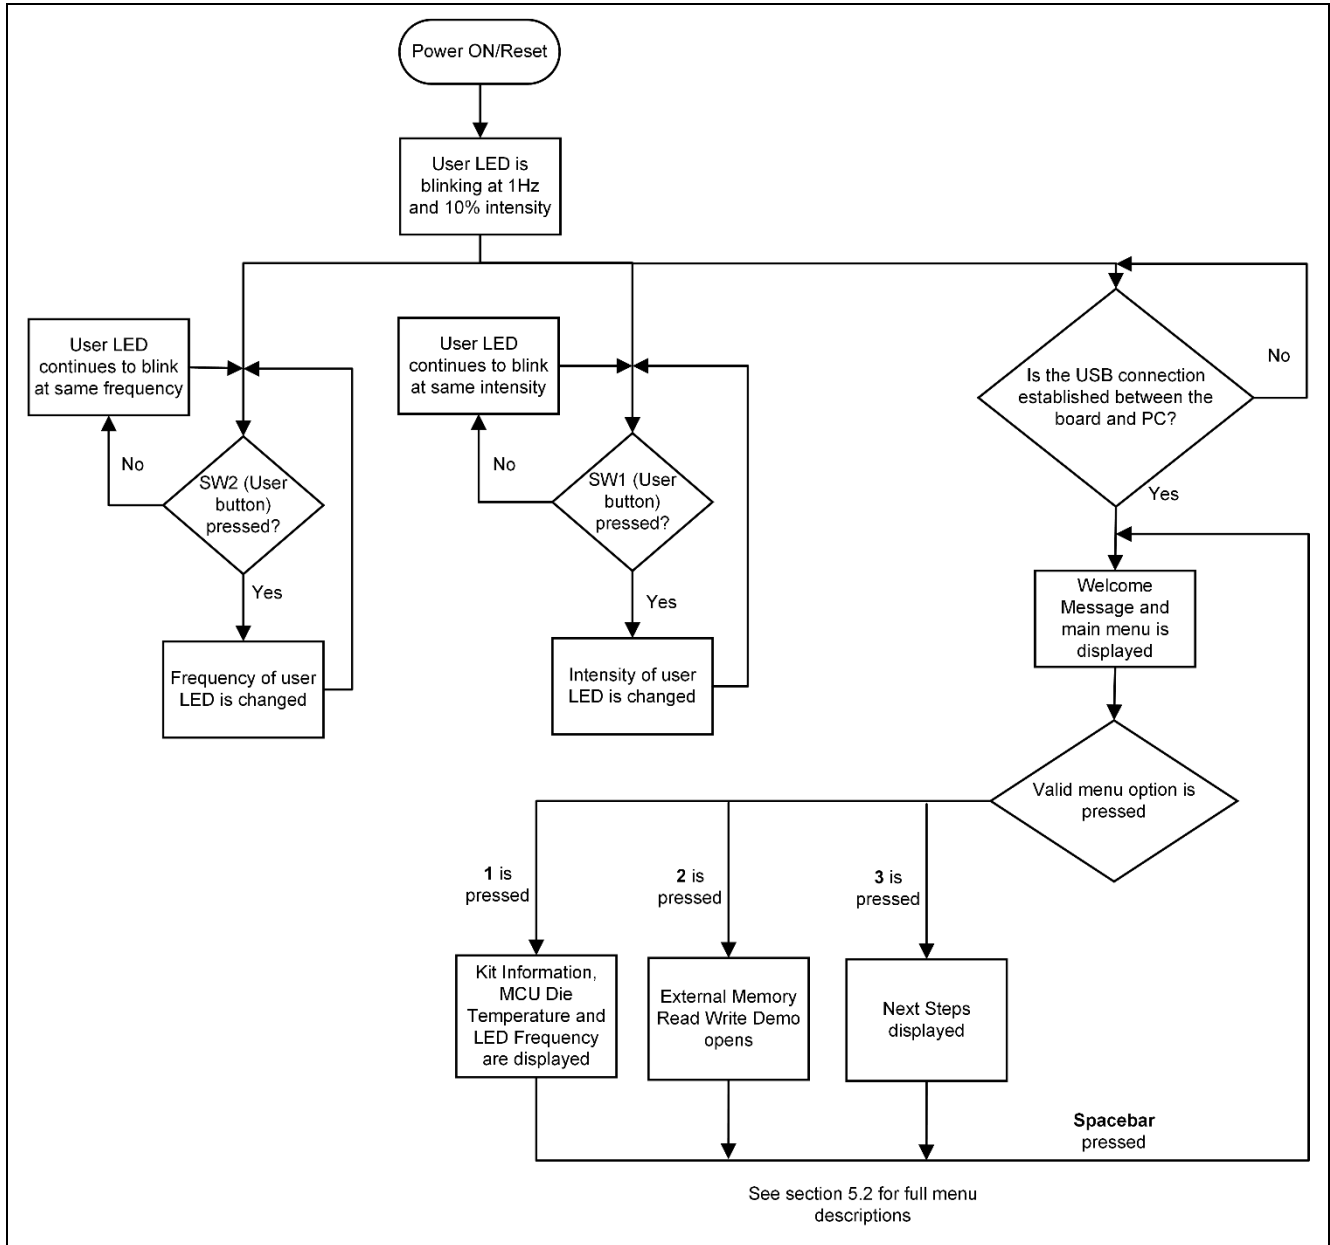 Power ON/Reset
User LED is
blinking at 1Hz
and 10% intensity
User LED
continues to blink
at same frequency
No
SW2 (User
button)
pressed?
Yes
Frequency of user
LED is changed
User LED
continues to blink
at same intensity
No
SW1 (User
button)
pressed?
Yes
Intensity of user
LED is changed
Is the USB connection
established between the
board and PC?
No
Yes
Welcome
Message and
main menu is
displayed
Valid menu option is
pressed
1 is
pressed
2 is
pressed
3 is
pressed
Kit Information,
MCU Die
Temperature and
LED Frequency
are displayed
External Memory
Read Write Demo
opens
Next Steps
displayed
Spacebar
pressed
See section 5.2 for full menu
descriptions